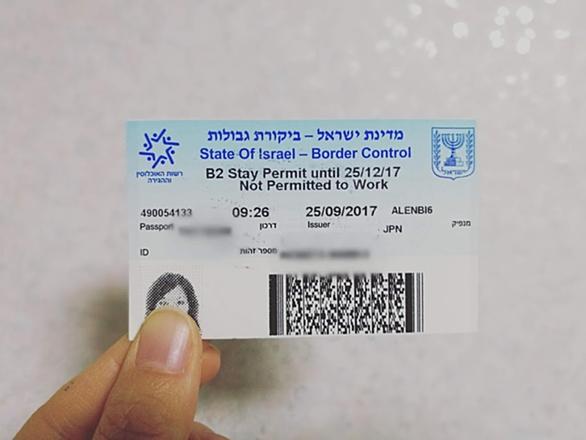 מדינת ישראל – ביקורת גבולות
State Of Israel – Border Control
רשות האוכלוסין
וההגירה
ישראל
B2 Stay Permit until 25/12/17
Not Permitted to Work
490054133 09:26 25/09/2017 ALENBI6
Passport דרכון Issuer JPN מנפיק
ID מספר זהות